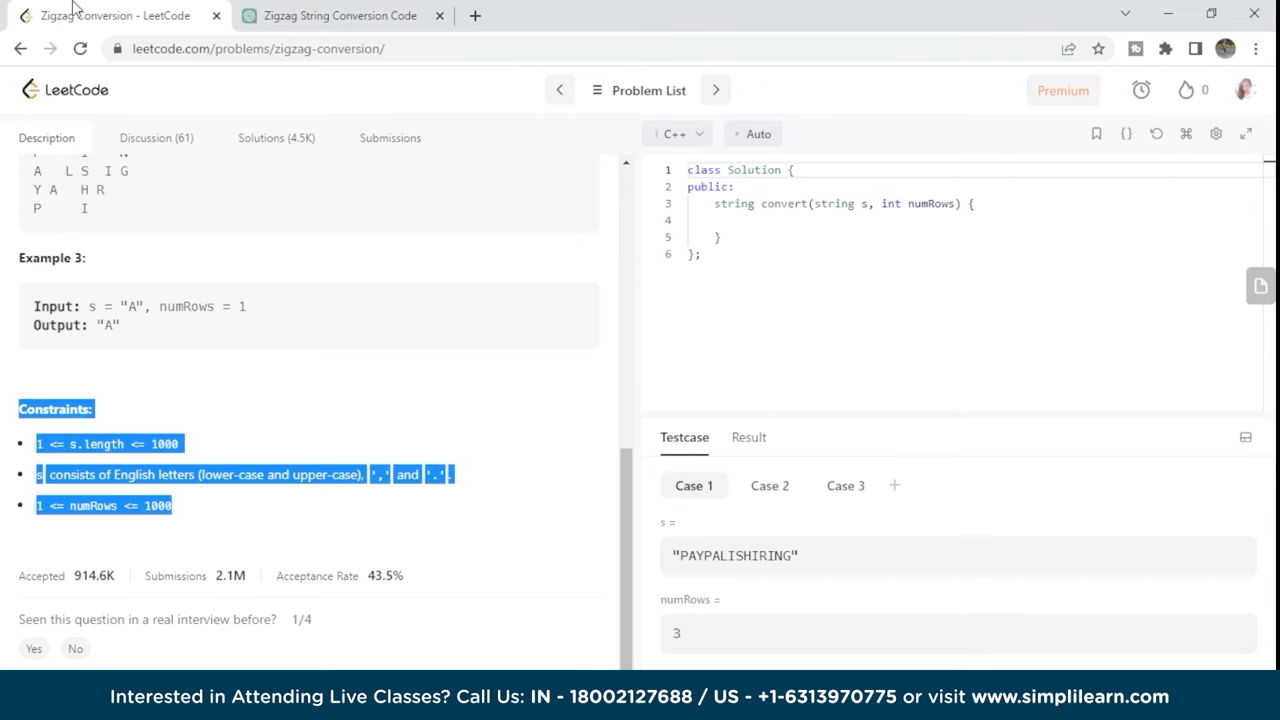 Zigzag Conversion - LeetCode
Zigzag String Conversion Code
leetcode.com/problems/zigzag-conversion/
LeetCode
Problem List
Premium
0
Description
Discussion (61)
Solutions (4.5K)
Submissions
A L S I G
Y A H R
P I
Example 3:
Input: s = "A", numRows = 1
Output: "A"
Constraints:
1 <= s.length <= 1000
s consists of English letters (lower-case and upper-case), ',' and '.'.
1 <= numRows <= 1000
Accepted 914.6K
Submissions 2.1M
Acceptance Rate 43.5%
Seen this question in a real interview before? 1/4
Yes No
i C++
Auto
1 class Solution {
2 public:
3 string convert(string s, int numRows) {
4
5 }
6 };
Testcase
Result
Case 1
Case 2
Case 3
s =
"PAYPALISHIRING"
numRows =
3
Interested in Attending Live Classes? Call Us: IN - 18002127688 / US - +1-6313970775 or visit www.simplilearn.com